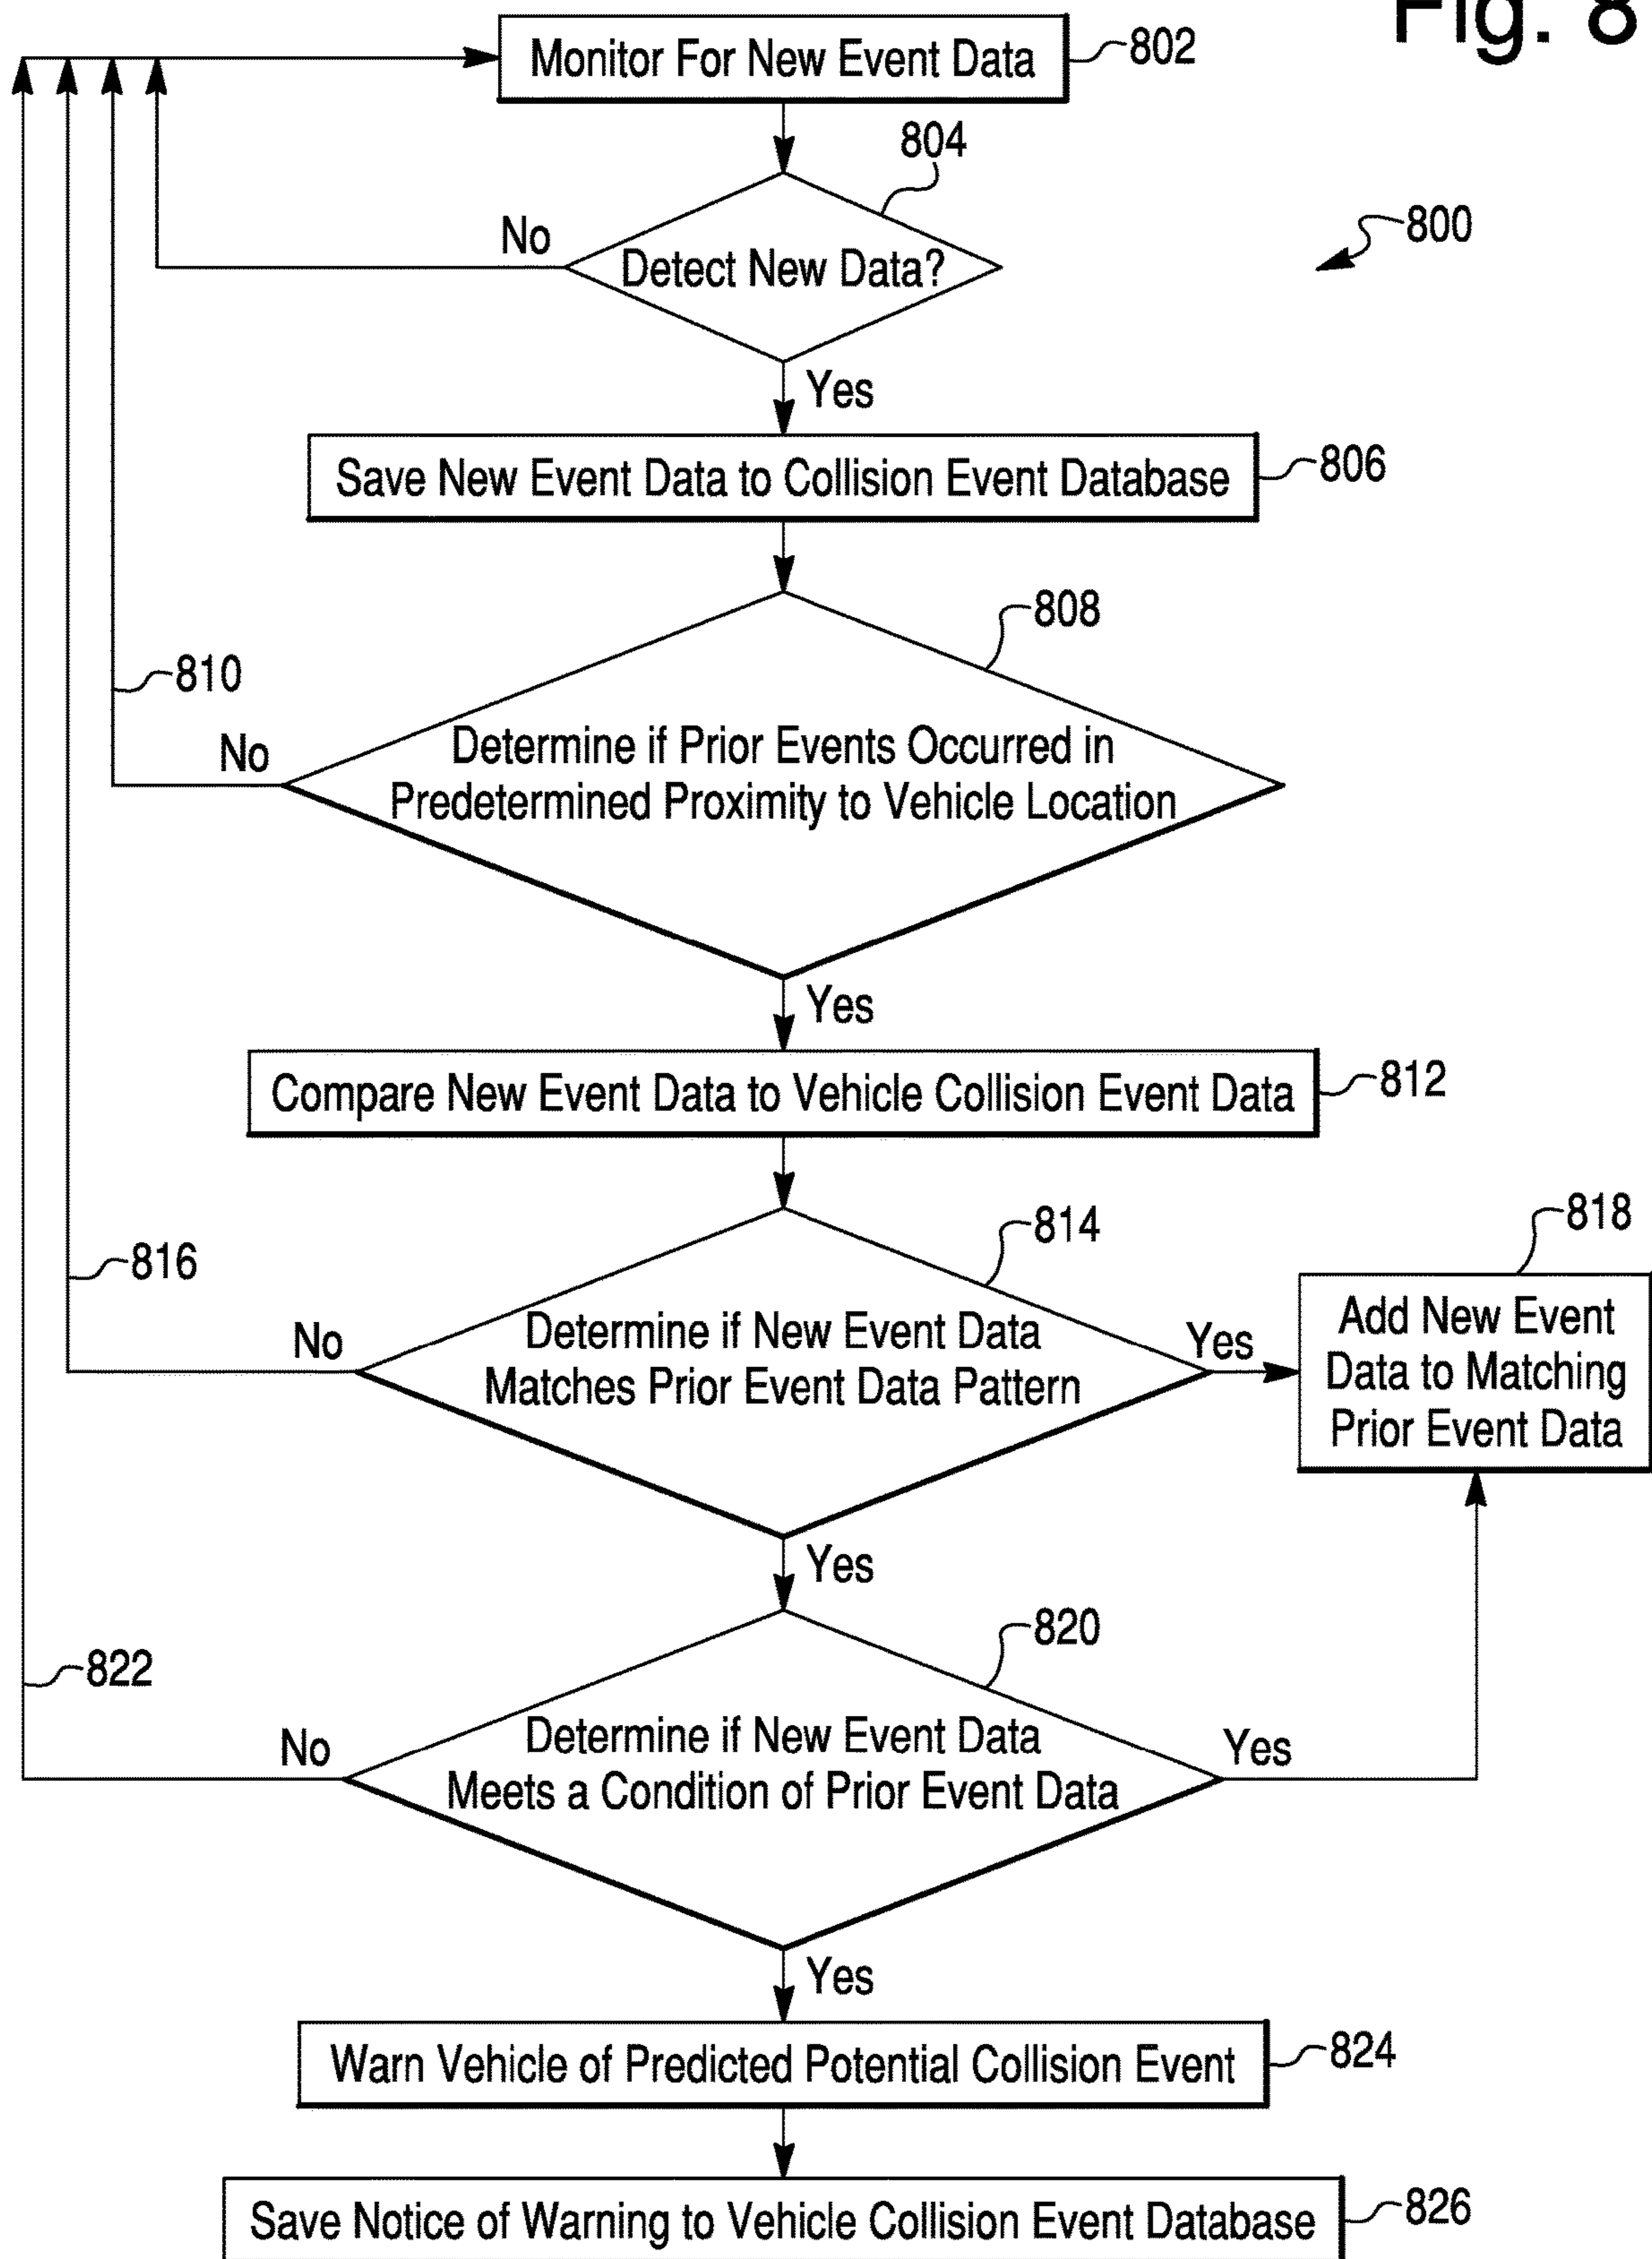 Fig. 8
Monitor For New Event Data
802
804
800
No
Detect New Data?
Yes
Save New Event Data to Collision Event Database
806
808
810
No
Determine if Prior Events Occurred in
Predetermined Proximity to Vehicle Location
Yes
Compare New Event Data to Vehicle Collision Event Data
812
814
818
816
No
Determine if New Event Data
Matches Prior Event Data Pattern
Yes
Add New Event
Data to Matching
Prior Event Data
Yes
820
822
No
Determine if New Event Data
Meets a Condition of Prior Event Data
Yes
Yes
Warn Vehicle of Predicted Potential Collision Event
824
Save Notice of Warning to Vehicle Collision Event Database
826